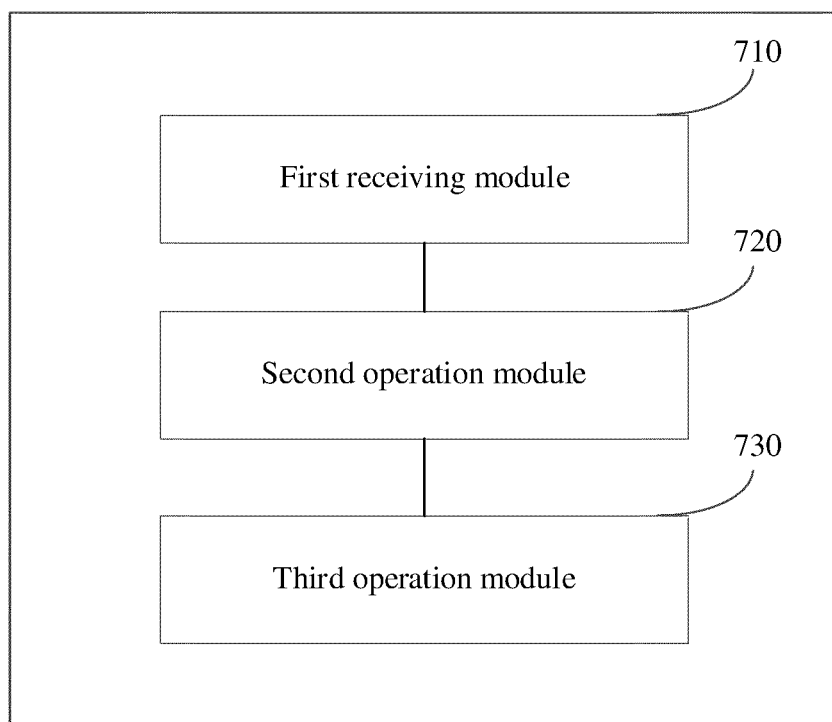 710
First receiving module
720
Second operation module
730
Third operation module